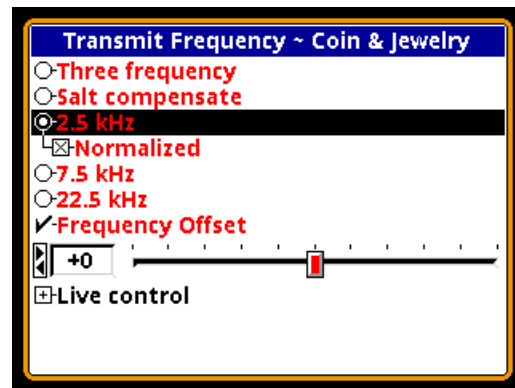 Transmit Frequency ~ Coin & Jewelry
Three frequency
Salt compensate
2.5 kHz
Normalized
7.5 kHz
22.5 kHz
Frequency Offset
+0
Live control